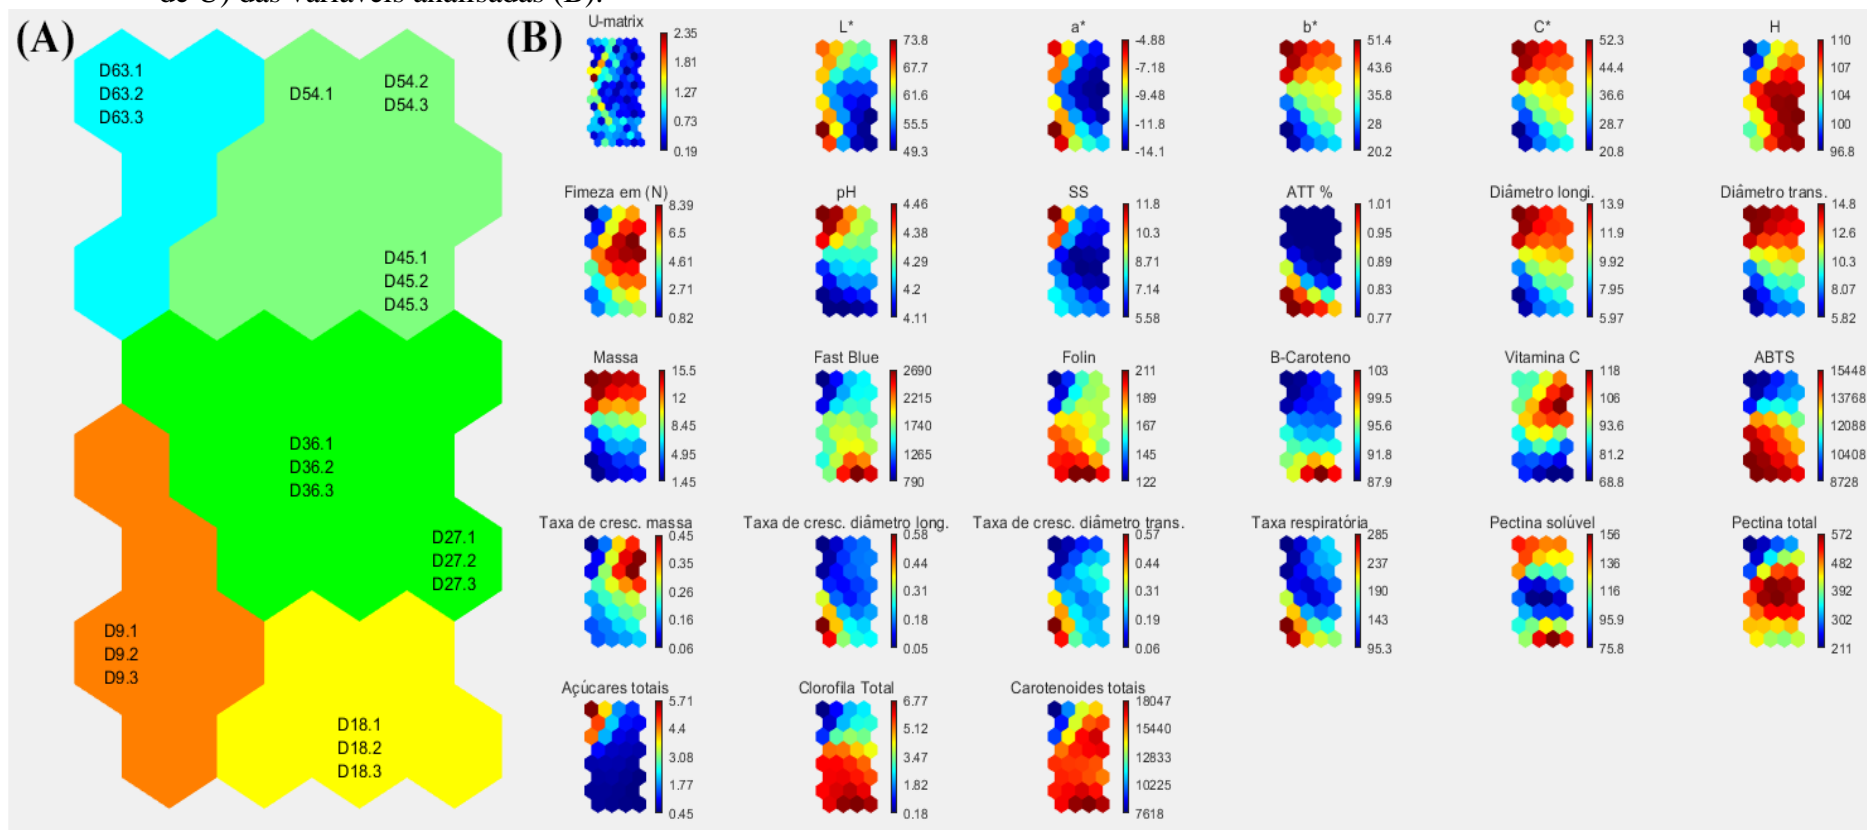 de U) das variáveis analisadas (B).
(A)
D63.1
D63.2
D63.3
D54.1
D54.2
D54.3
D45.1
D45.2
D45.3
D36.1
D36.2
D36.3
D27.1
D27.2
D27.3
D9.1
D9.2
D9.3
D18.1
D18.2
D18.3
(B)
U-matrix
2.35
1.81
1.27
0.73
0.19
L*
73.8
67.7
61.6
55.5
49.3
a*
-4.88
-7.18
-9.48
-11.8
-14.1
b*
51.4
43.6
35.8
28
20.2
C*
52.3
44.4
36.6
28.7
20.8
H
110
107
104
100
96.8
Fimeza em (N)
8.39
6.5
4.61
2.71
0.82
pH
4.46
4.38
4.29
4.2
4.11
SS
11.8
10.3
8.71
7.14
5.58
ATT %
1.01
0.95
0.89
0.83
0.77
Diâmetro longi.
13.9
11.9
9.92
7.95
5.97
Diâmetro trans.
14.8
12.6
10.3
8.07
5.82
Massa
15.5
12
8.45
4.95
1.45
Fast Blue
2690
2215
1740
1265
790
Folin
211
189
167
145
122
B-Caroteno
103
99.5
95.6
91.8
87.9
Vitamina C
118
106
93.6
81.2
68.8
ABTS
15448
13768
12088
10408
8728
Taxa de cresc. massa
0.45
0.35
0.26
0.16
0.06
Taxa de cresc. diâmetro long.
0.58
0.44
0.31
0.18
0.05
Taxa de cresc. diâmetro trans.
0.57
0.44
0.31
0.19
0.06
Taxa respiratória
285
237
190
143
95.3
Pectina solúvel
156
136
116
95.9
75.8
Pectina total
572
482
392
302
211
Açúcares totais
5.71
4.4
3.08
1.77
0.45
Clorofila Total
6.77
5.12
3.47
1.82
0.18
Carotenoides totais
18047
15440
12833
10225
7618